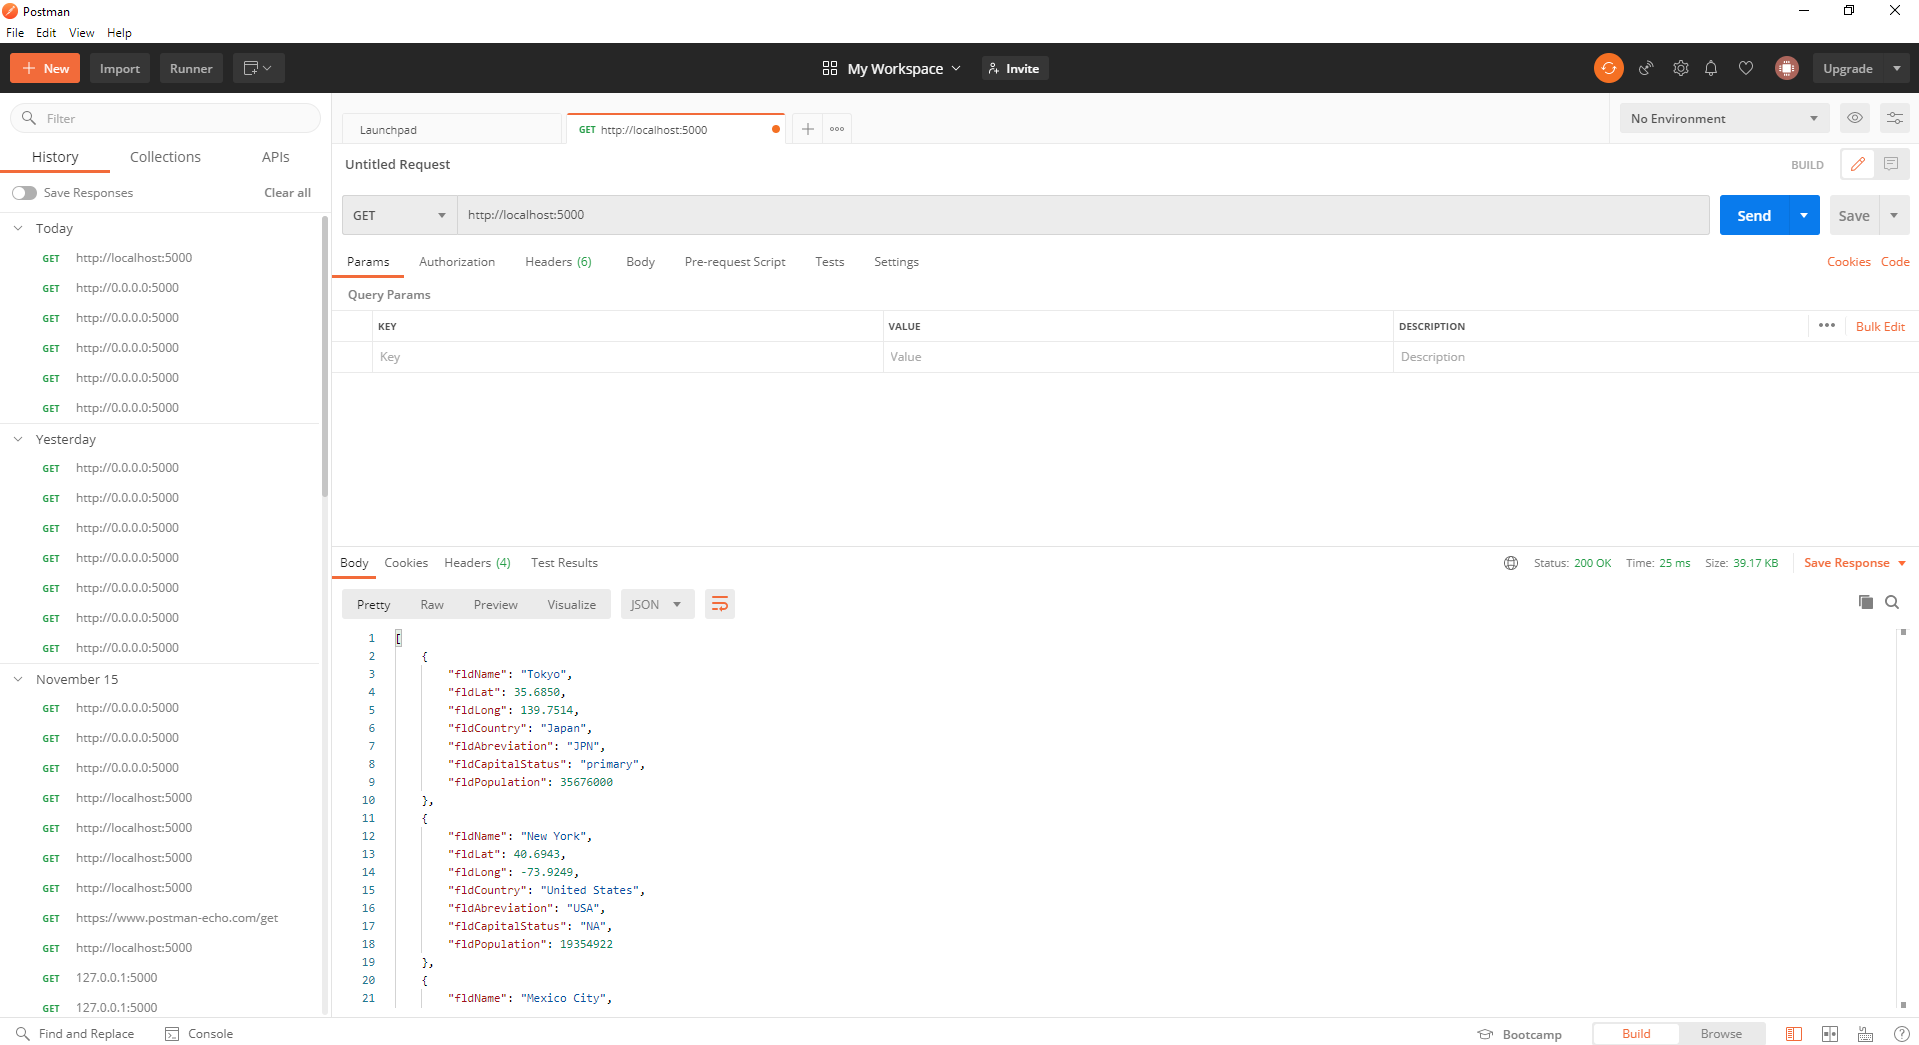 Postman
File Edit View Help
New Import Runner My Workspace Invite Upgrade
Filter
History Collections APIs
Save Responses Clear all
Today
GET http://localhost:5000
GET http://0.0.0.0:5000
GET http://0.0.0.0:5000
GET http://0.0.0.0:5000
GET http://0.0.0.0:5000
GET http://0.0.0.0:5000
Yesterday
GET http://0.0.0.0:5000
GET http://0.0.0.0:5000
GET http://0.0.0.0:5000
GET http://0.0.0.0:5000
GET http://0.0.0.0:5000
GET http://0.0.0.0:5000
GET http://0.0.0.0:5000
November 15
GET http://0.0.0.0:5000
GET http://0.0.0.0:5000
GET http://0.0.0.0:5000
GET http://localhost:5000
GET http://localhost:5000
GET http://localhost:5000
GET http://localhost:5000
GET https://www.postman-echo.com/get
GET http://localhost:5000
GET 127.0.0.1:5000
GET 127.0.0.1:5000
Launchpad GET http://localhost:5000 No Environment
Untitled Request BUILD
GET http://localhost:5000 Send Save
Params Authorization Headers (6) Body Pre-request Script Tests Settings Cookies Code
Query Params
KEY VALUE DESCRIPTION Bulk Edit
Key Value Description
Body Cookies Headers (4) Test Results Status: 200 OK Time: 25 ms Size: 39.17 KB Save Response
Pretty Raw Preview Visualize JSON
1 [
2 {
3 "fldName": "Tokyo",
4 "fldLat": 35.6850,
5 "fldLong": 139.7514,
6 "fldCountry": "Japan",
7 "fldAbreviation": "JPN",
8 "fldCapitalStatus": "primary",
9 "fldPopulation": 35676000
10 },
11 {
12 "fldName": "New York",
13 "fldLat": 40.6943,
14 "fldLong": -73.9249,
15 "fldCountry": "United States",
16 "fldAbreviation": "USA",
17 "fldCapitalStatus": "NA",
18 "fldPopulation": 19354922
19 },
20 {
21 "fldName": "Mexico City",
Find and Replace Console Bootcamp Build Browse